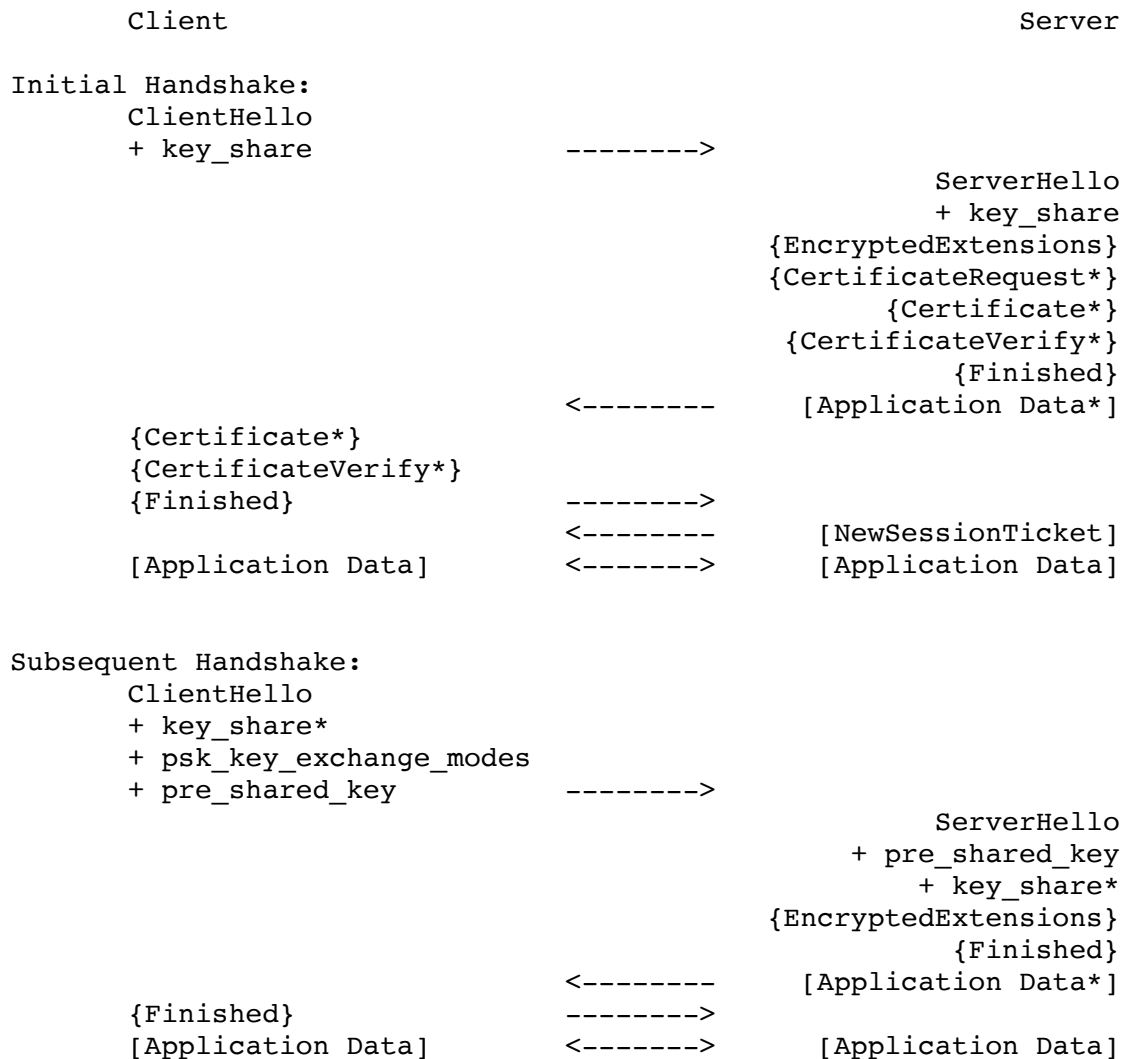 Client                                               Server
Initial Handshake:
ClientHello
+ key_share               -------->
ServerHello
+ key_share
{EncryptedExtensions}
{CertificateRequest*}
{Certificate*}
{CertificateVerify*}
{Finished}
<--------     [Application Data*]
{Certificate*}
{CertificateVerify*}
{Finished}                -------->
<--------      [NewSessionTicket]
[Application Data]        <------->      [Application Data]
Subsequent Handshake:
ClientHello
+ key_share*
+ psk_key_exchange_modes
+ pre_shared_key          -------->
ServerHello
+ pre_shared_key
+ key_share*
{EncryptedExtensions}
{Finished}
<--------     [Application Data*]
{Finished}                -------->
[Application Data]        <------->      [Application Data]